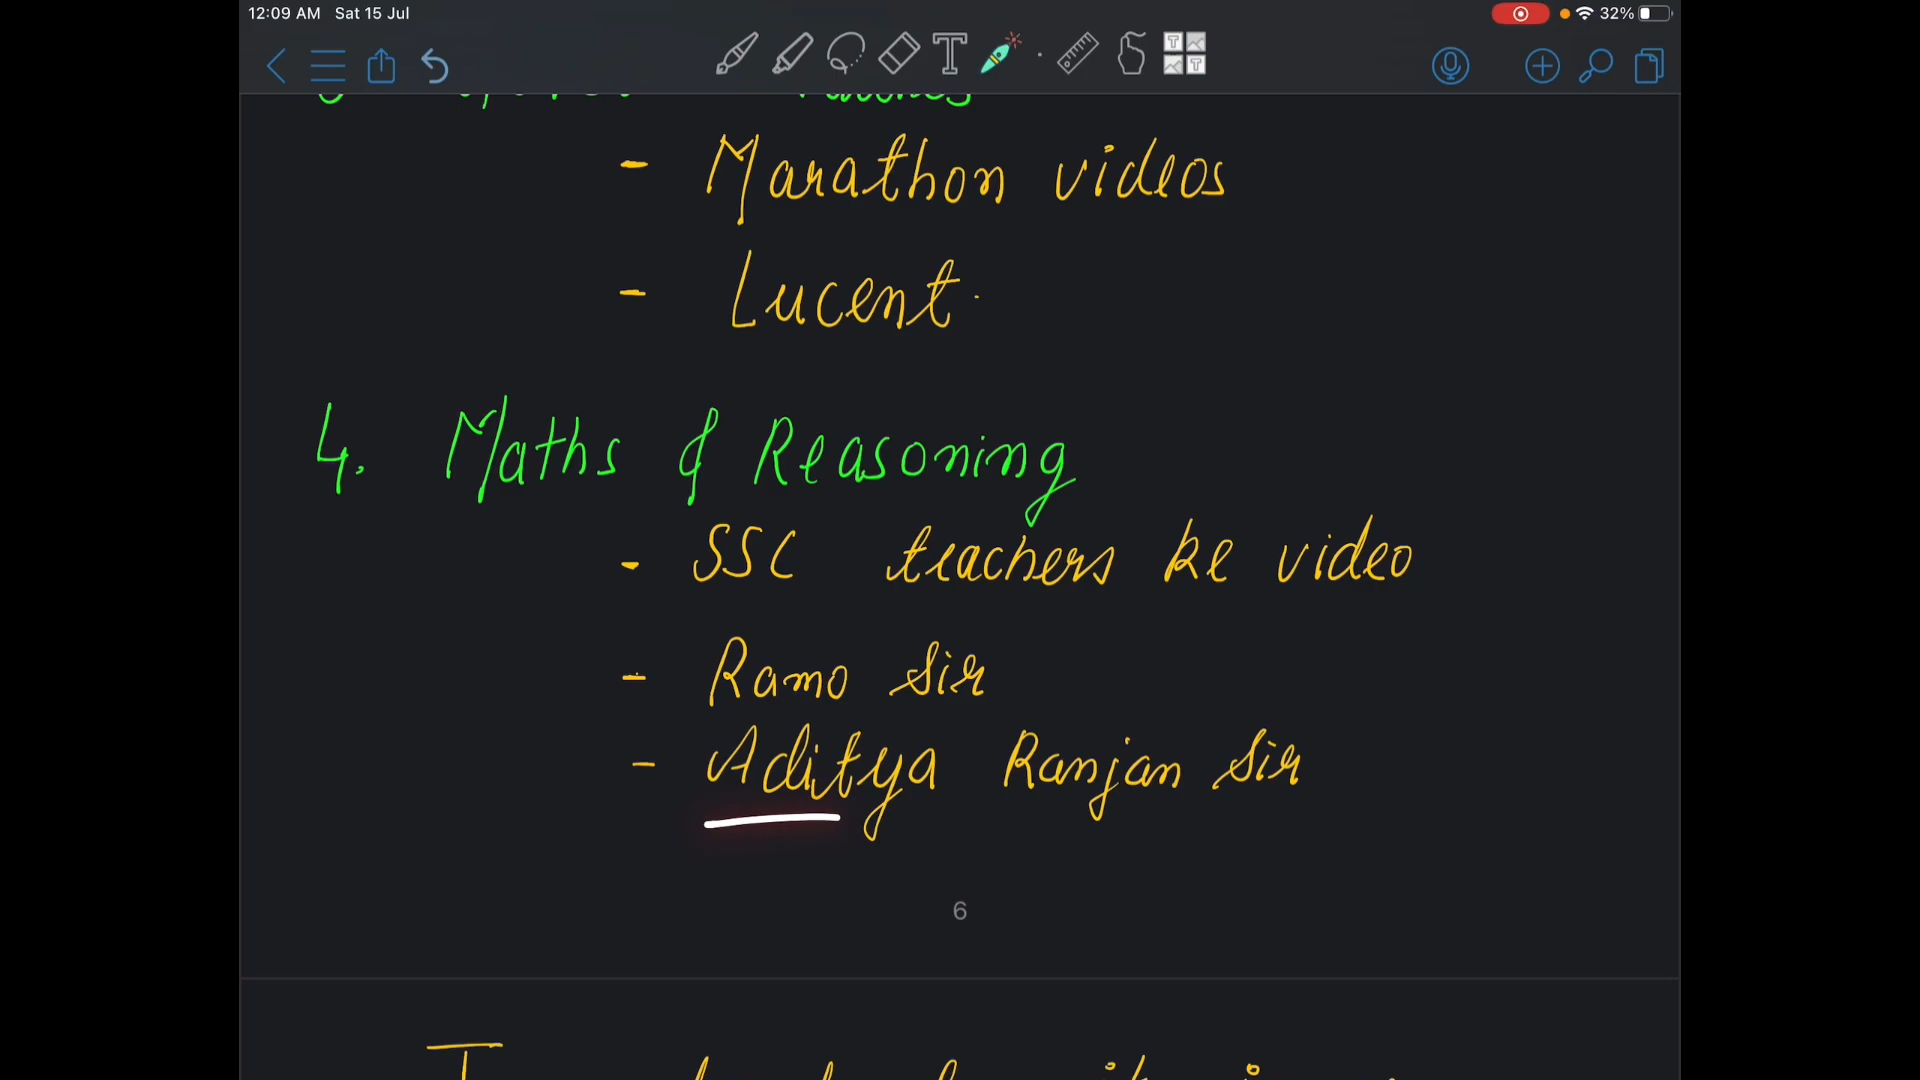 12:09 AM Sat 15 Jul
32%
- Marathon videos
- Lucent
4. Maths & Reasoning
- SSC teachers ke video
- Ramo Sir
- Aditya Ranjan Sir
6